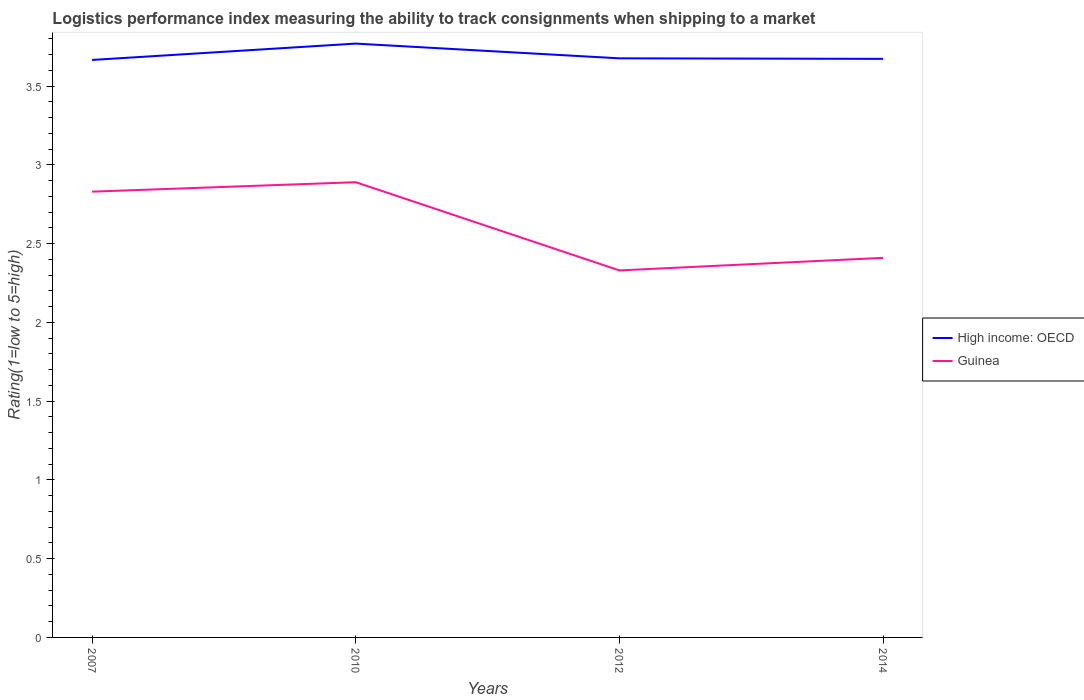 Logistics performance index measuring the ability to track consignments when shipping to a market
Rating(1=low to 5=high)
3.5
3
2.5
2
1.5
1
0.5
0
2007
2010
2012
2014
Years
High income: OECD
Guinea